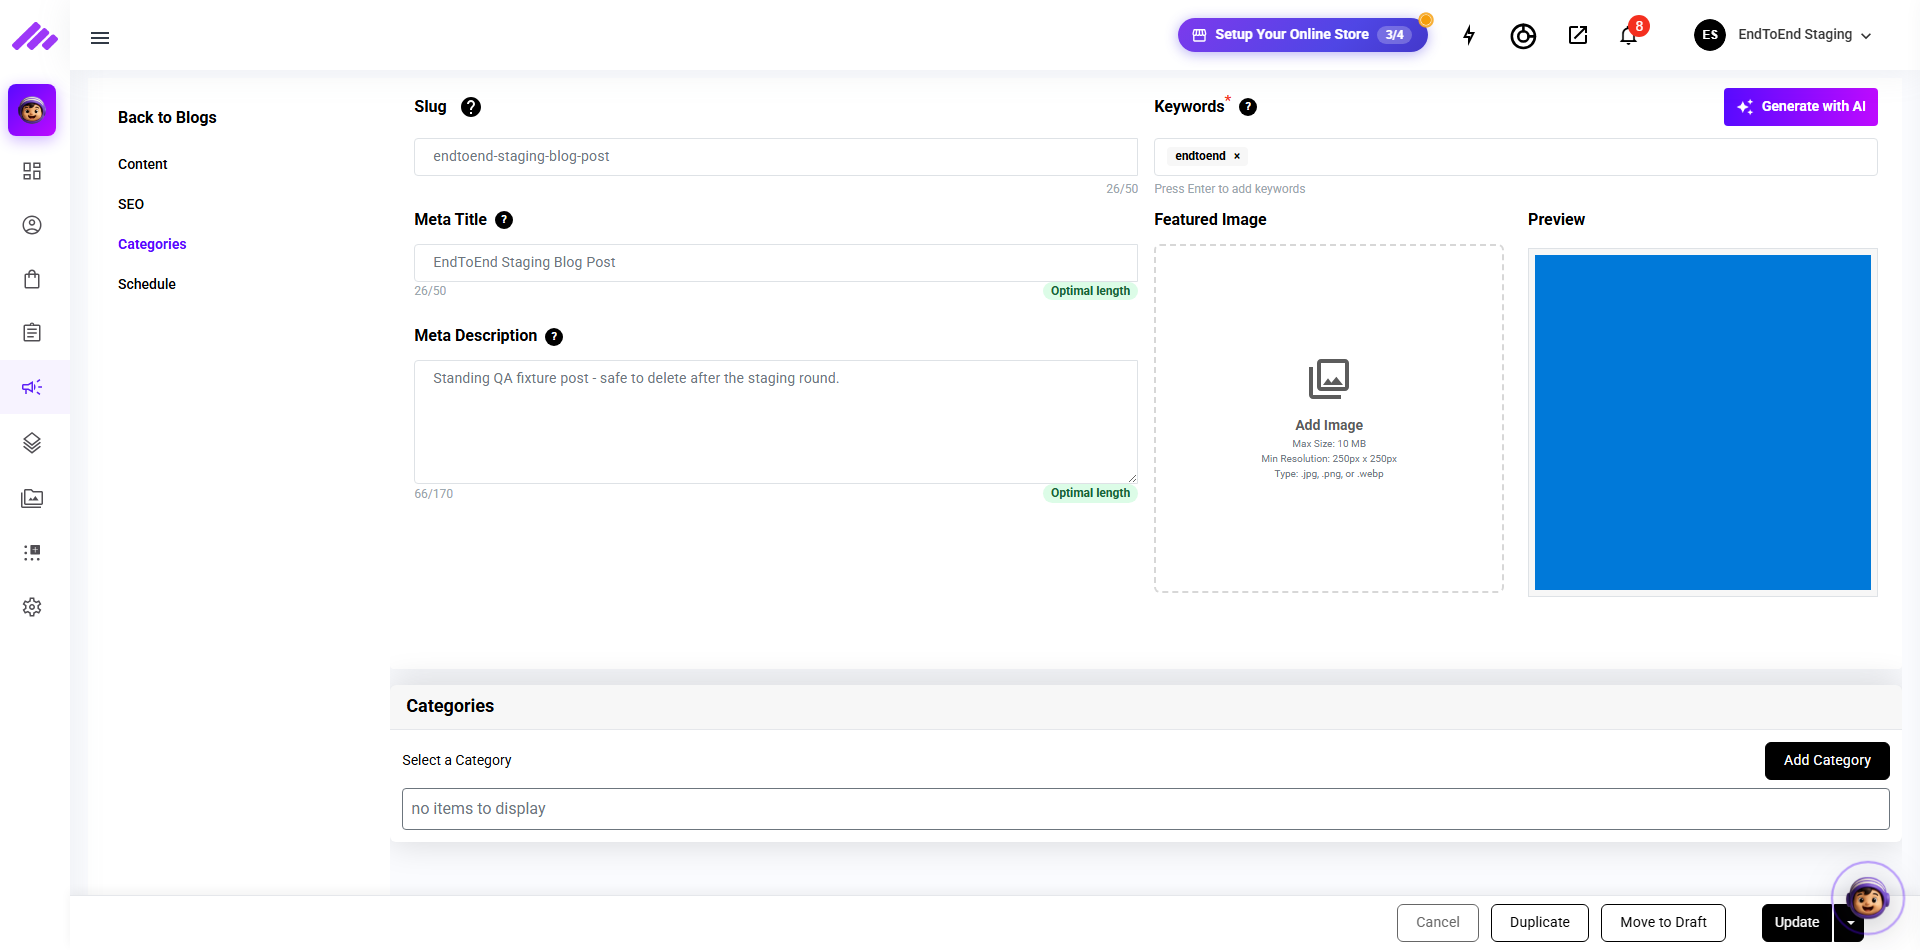 Setup Your Online Store 3/4
8
ES
EndToEnd Staging
Back to Blogs
Content
SEO
Categories
Schedule
Slug ?
endtoend-staging-blog-post
26/50
Keywords* ?
Generate with AI
endtoend ×
Press Enter to add keywords
Meta Title ?
EndToEnd Staging Blog Post
26/50
Optimal length
Meta Description ?
Standing QA fixture post - safe to delete after the staging round.
66/170
Optimal length
Featured Image
Add Image
Max Size: 10 MB
Min Resolution: 250px x 250px
Type: .jpg, .png, or .webp
Preview
Categories
Select a Category
Add Category
no items to display
Cancel
Duplicate
Move to Draft
Update